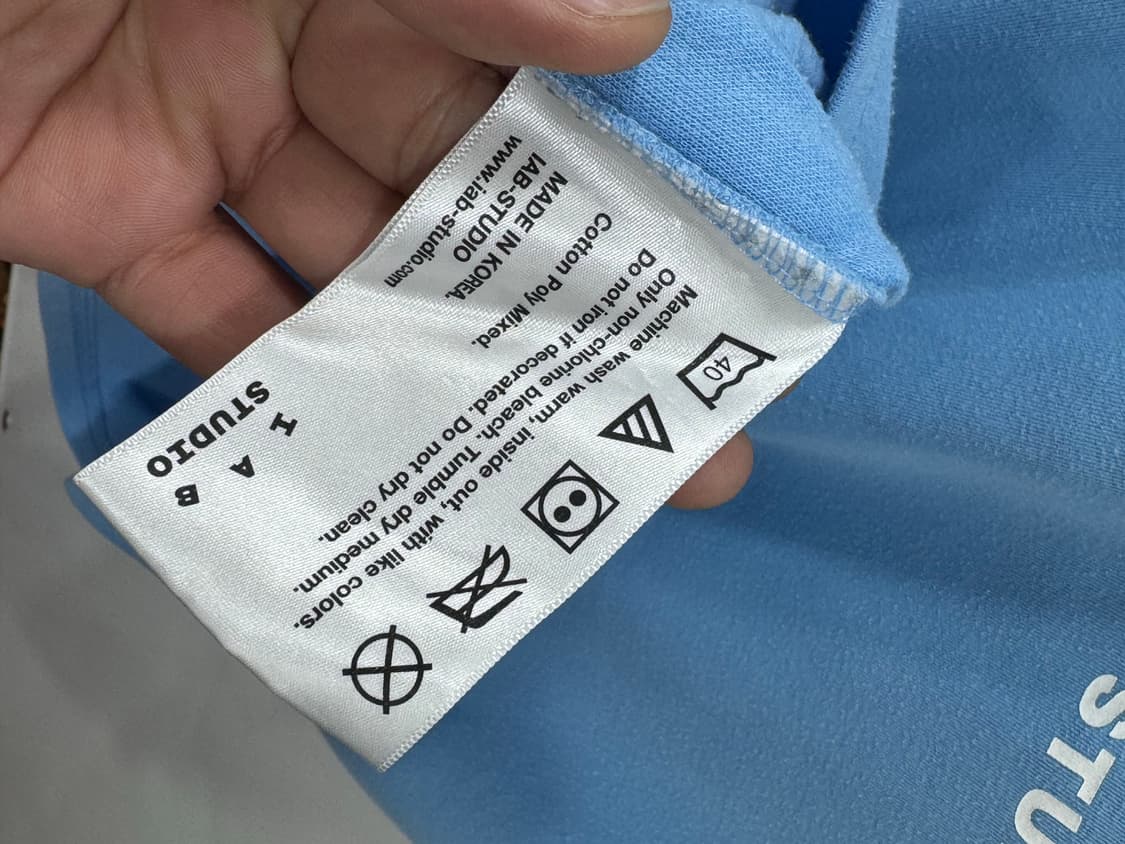 40
Machine wash warm, inside out, with like colors.
Only non-chlorine bleach. Tumble dry medium.
Do not iron if decorated. Do not dry clean.
Cotton Poly Mixed.
MADE IN KOREA.
IAB-STUDIO
www.iab-studio.com
I A B
STUDIO
STU